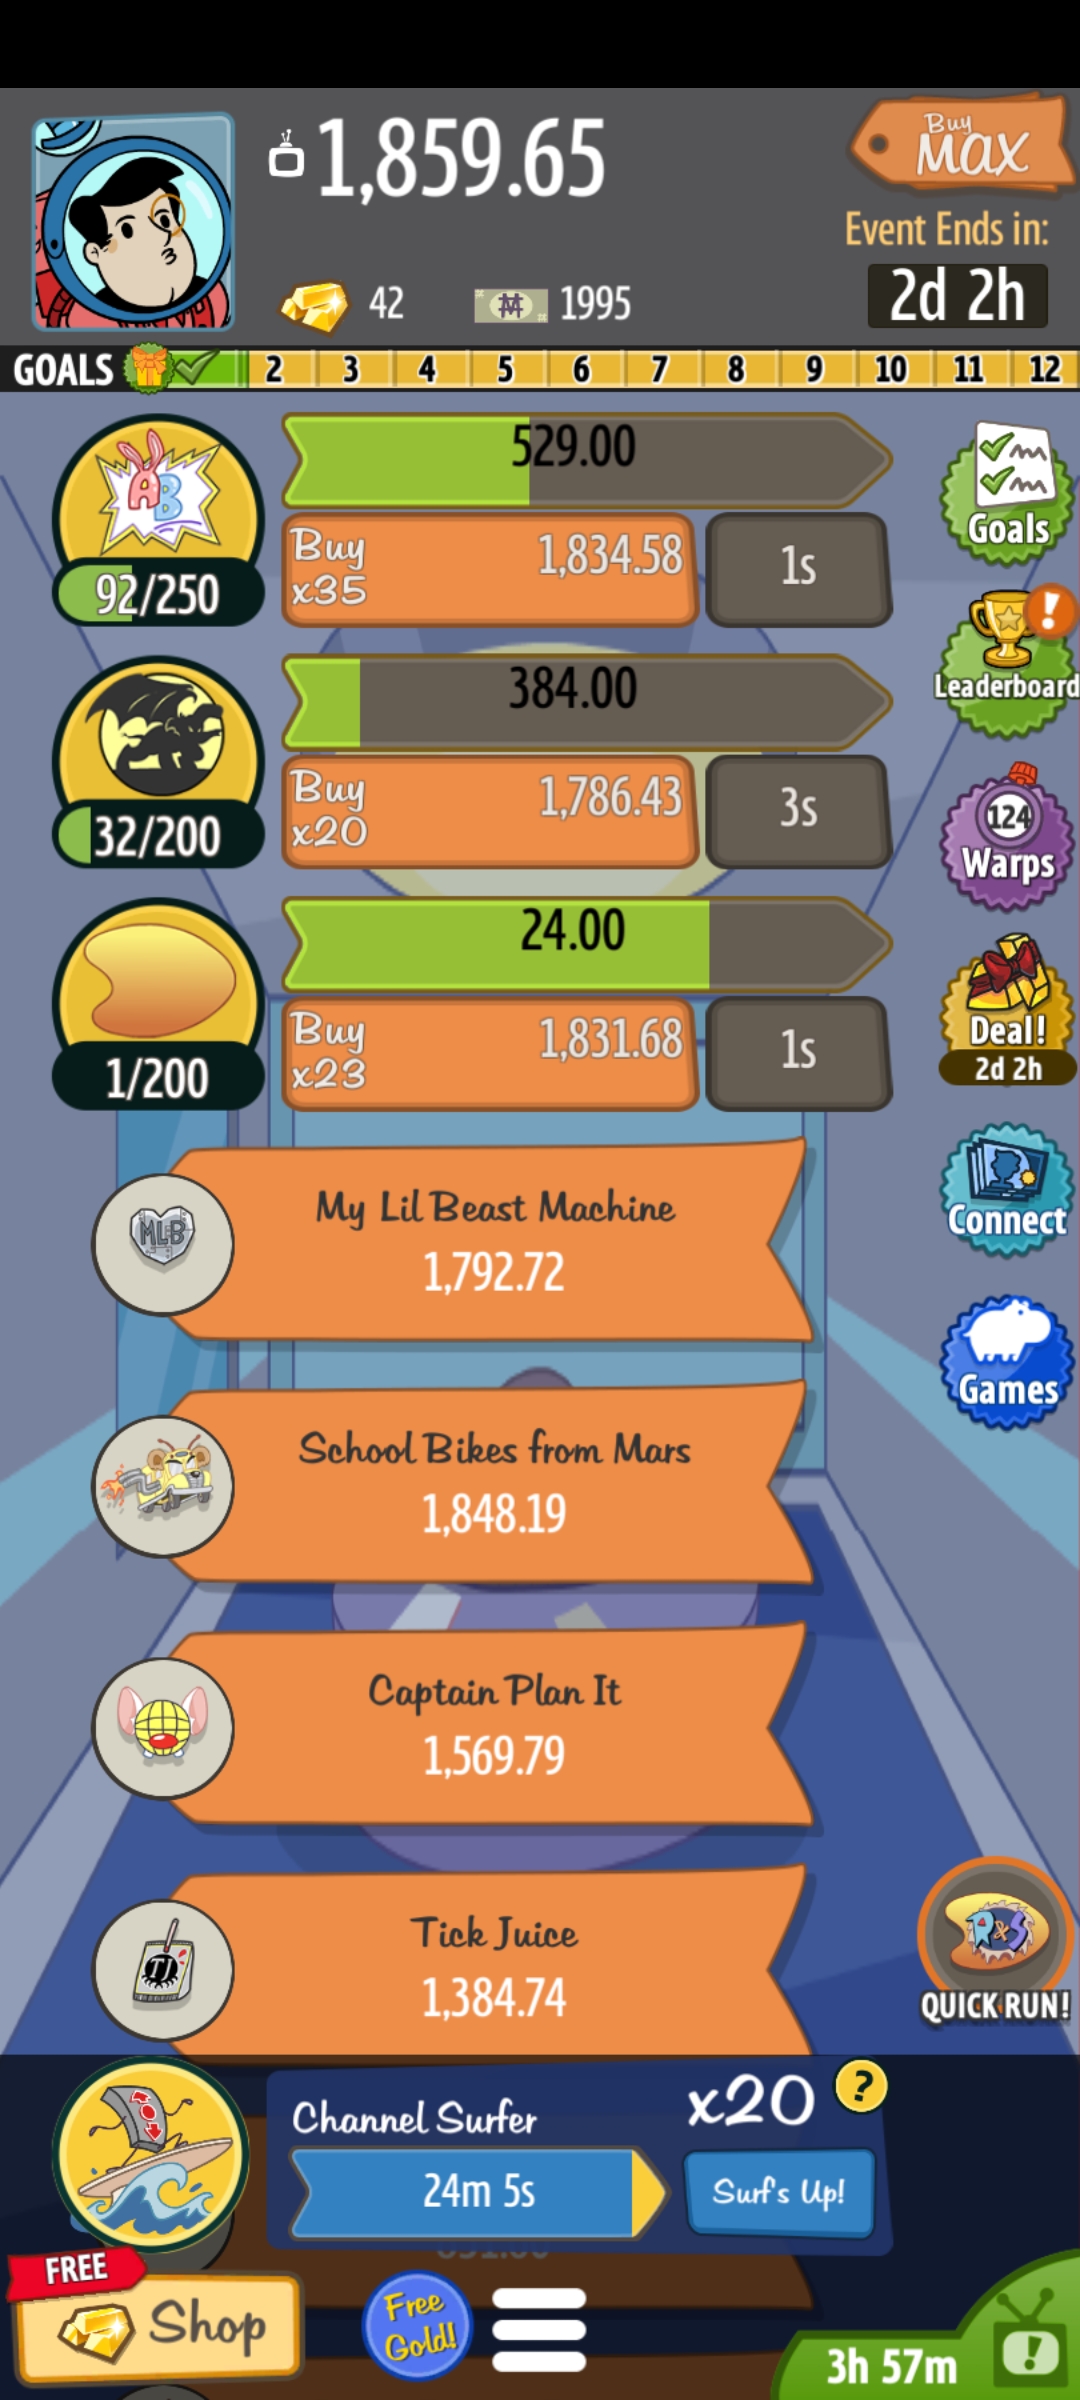 1,859.65
Buy
MAX
Event Ends in:
2d 2h
42
1995
GOALS 2 3 4 5 6 7 8 9 10 11 12
AB
529.00
Buy
x35
1,834.58
1s
92/250
Goals
384.00
Buy
x20
1,786.43
3s
32/200
!
Leaderboard
24.00
Buy
x23
1,831.68
1s
1/200
124
Warps
Deal!
2d 2h
MLB
My Lil Beast Machine
1,792.72
Connect
School Bikes from Mars
1,848.19
Games
Captain Plan It
1,569.79
TJ
Tick Juice
1,384.74
R&S
QUICK RUN!
Channel Surfer
x20
?
24m 5s
Surf's Up!
FREE
Shop
Free
Gold!
3h 57m
!